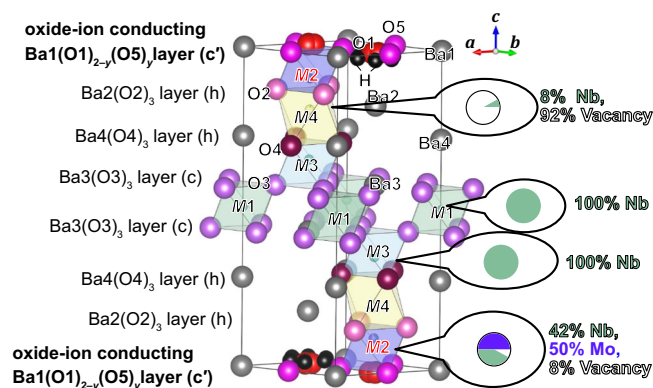 oxide-ion conducting
Ba1(O1)₂₋ᵧ(O5)ᵧ layer (c′)
Ba2(O2)₃ layer (h)
Ba4(O4)₃ layer (h)
Ba3(O3)₃ layer (c)
Ba3(O3)₃ layer (c)
Ba4(O4)₃ layer (h)
Ba2(O2)₃ layer (h)
oxide-ion conducting
Ba1(O1)₂₋ᵧ(O5)ᵧ layer (c′)
O5
O1
Ba1
M2
H
O2
Ba2
M4
O4
Ba4
M3
O3
Ba3
M1
M1
M1
M3
M4
M2
c
a
b
8% Nb,
92% Vacancy
100% Nb
100% Nb
42% Nb,
50% Mo,
8% Vacancy